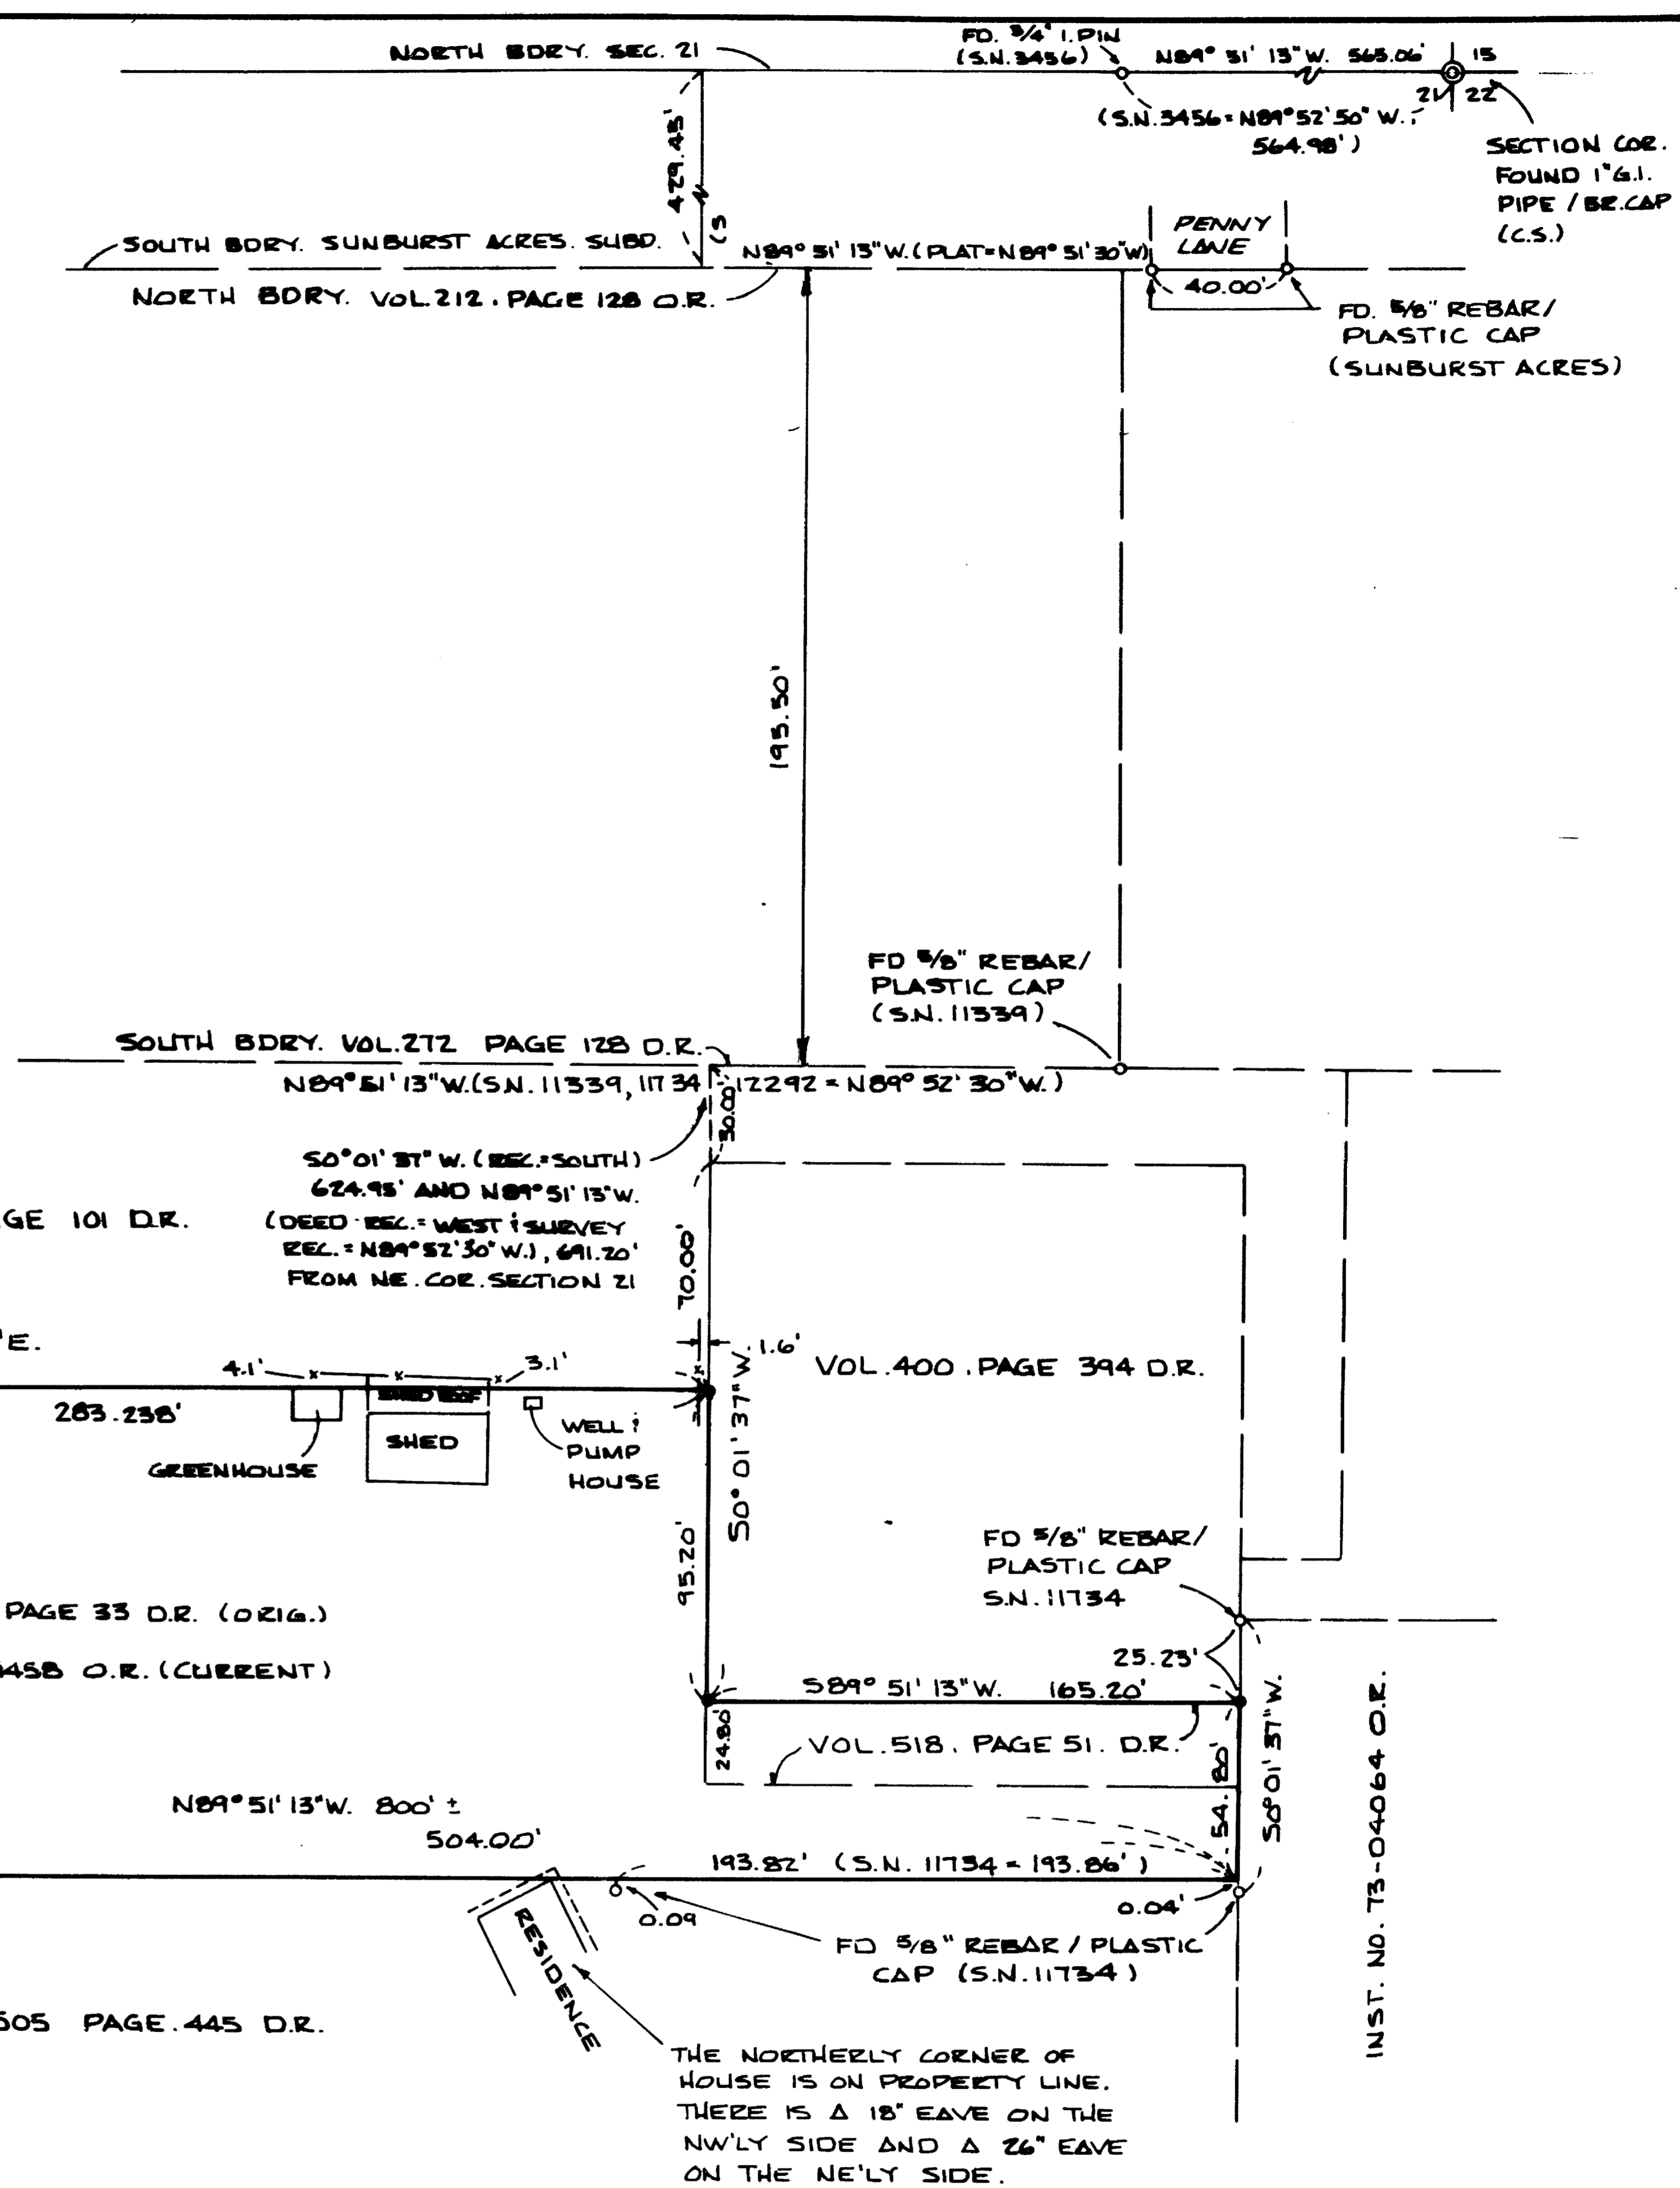 NORTH BDRY. SEC. 21
FD. 3/4" I. PIN
(S.N. 3456)
N89° 51' 13" W. 565.06'
15
21
22
(S.N. 3456 = N89° 52' 50" W.;
564.98')
SECTION COR.
FOUND 1" G.I.
PIPE / BR. CAP
(C.S.)
429.45'
(S
PENNY
LANE
SOUTH BDRY. SUNBURST ACRES. SUBD.
N89° 51' 13" W. (PLAT = N89° 51' 30" W)
40.00'
NORTH BDRY. VOL. 212. PAGE 128 O.R.
FD. 5/8" REBAR/
PLASTIC CAP
(SUNBURST ACRES)
195.50'
FD 5/8" REBAR/
PLASTIC CAP
(S.N. 11339)
SOUTH BDRY. VOL. 272 PAGE 128 D.R.
N89° 51' 13" W. (S.N. 11339, 11734 & 12292 = N89° 52' 30" W.)
30.00'
S0° 01' 37" W. (REC. = SOUTH)
624.95' AND N89° 51' 13" W.
(DEED REC. = WEST & SURVEY
REC. = N89° 52' 30" W.), 691.20'
FROM NE. COR. SECTION 21
GE 101 D.R.
70.00'
'E.
1.6'
VOL. 400. PAGE 394 D.R.
4.1'
3.1'
283.238'
SHED ROOF
SHED
GREENHOUSE
WELL &
PUMP
HOUSE
S0° 01' 37" W.
95.20'
FD 5/8" REBAR/
PLASTIC CAP
S.N. 11734
PAGE 33 D.R. (ORIG.)
458 O.R. (CURRENT)
25.23'
S89° 51' 13" W. 165.20'
24.80'
VOL. 518. PAGE 51. D.R.
54.80'
S0° 01' 37" W.
INST. NO. 73-04064 O.R.
N89° 51' 13" W. 800' ±
504.00'
193.82' (S.N. 11734 = 193.86')
0.09
0.04'
RESIDENCE
FD 5/8" REBAR / PLASTIC
CAP (S.N. 11734)
505 PAGE. 445 D.R.
THE NORTHERLY CORNER OF
HOUSE IS ON PROPERTY LINE.
THERE IS A 18" EAVE ON THE
NW'LY SIDE AND A 26" EAVE
ON THE NE'LY SIDE.